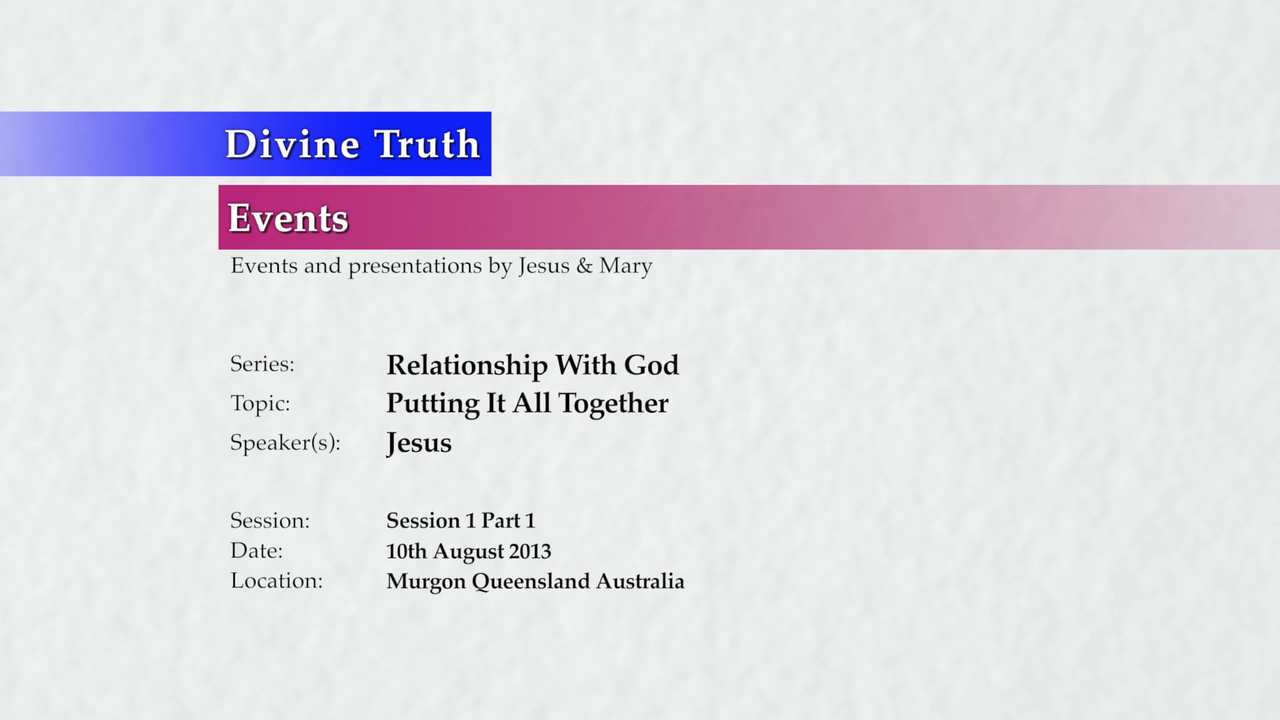 Divine Truth
Events
Events and presentations by Jesus & Mary
Series: Relationship With God
Topic: Putting It All Together
Speaker(s): Jesus
Session: Session 1 Part 1
Date: 10th August 2013
Location: Murgon Queensland Australia